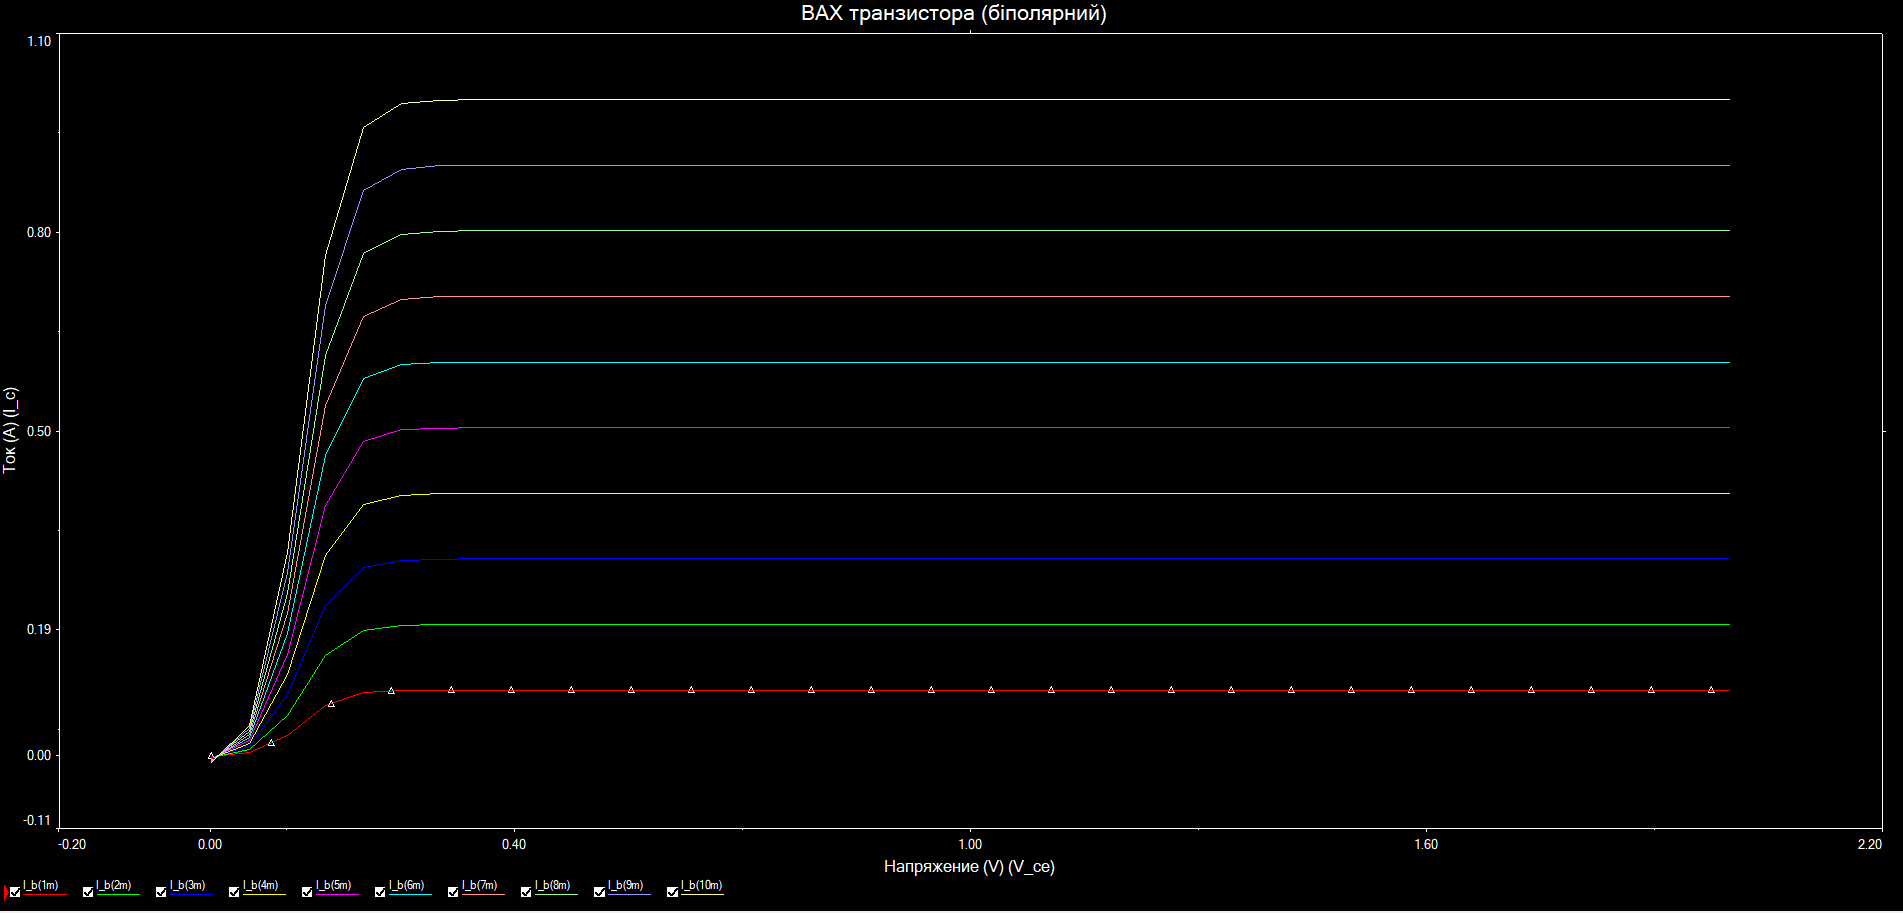 ВАХ транзистора (біполярний)
1.10
0.80
0.50
0.19
0.00
-0.11
Ток (A) (I_c)
-0.20 0.00 0.40 1.00 1.60 2.20
Напряжение (V) (V_ce)
I_b(1m) I_b(2m) I_b(3m) I_b(4m) I_b(5m) I_b(6m) I_b(7m) I_b(8m) I_b(9m) I_b(10m)